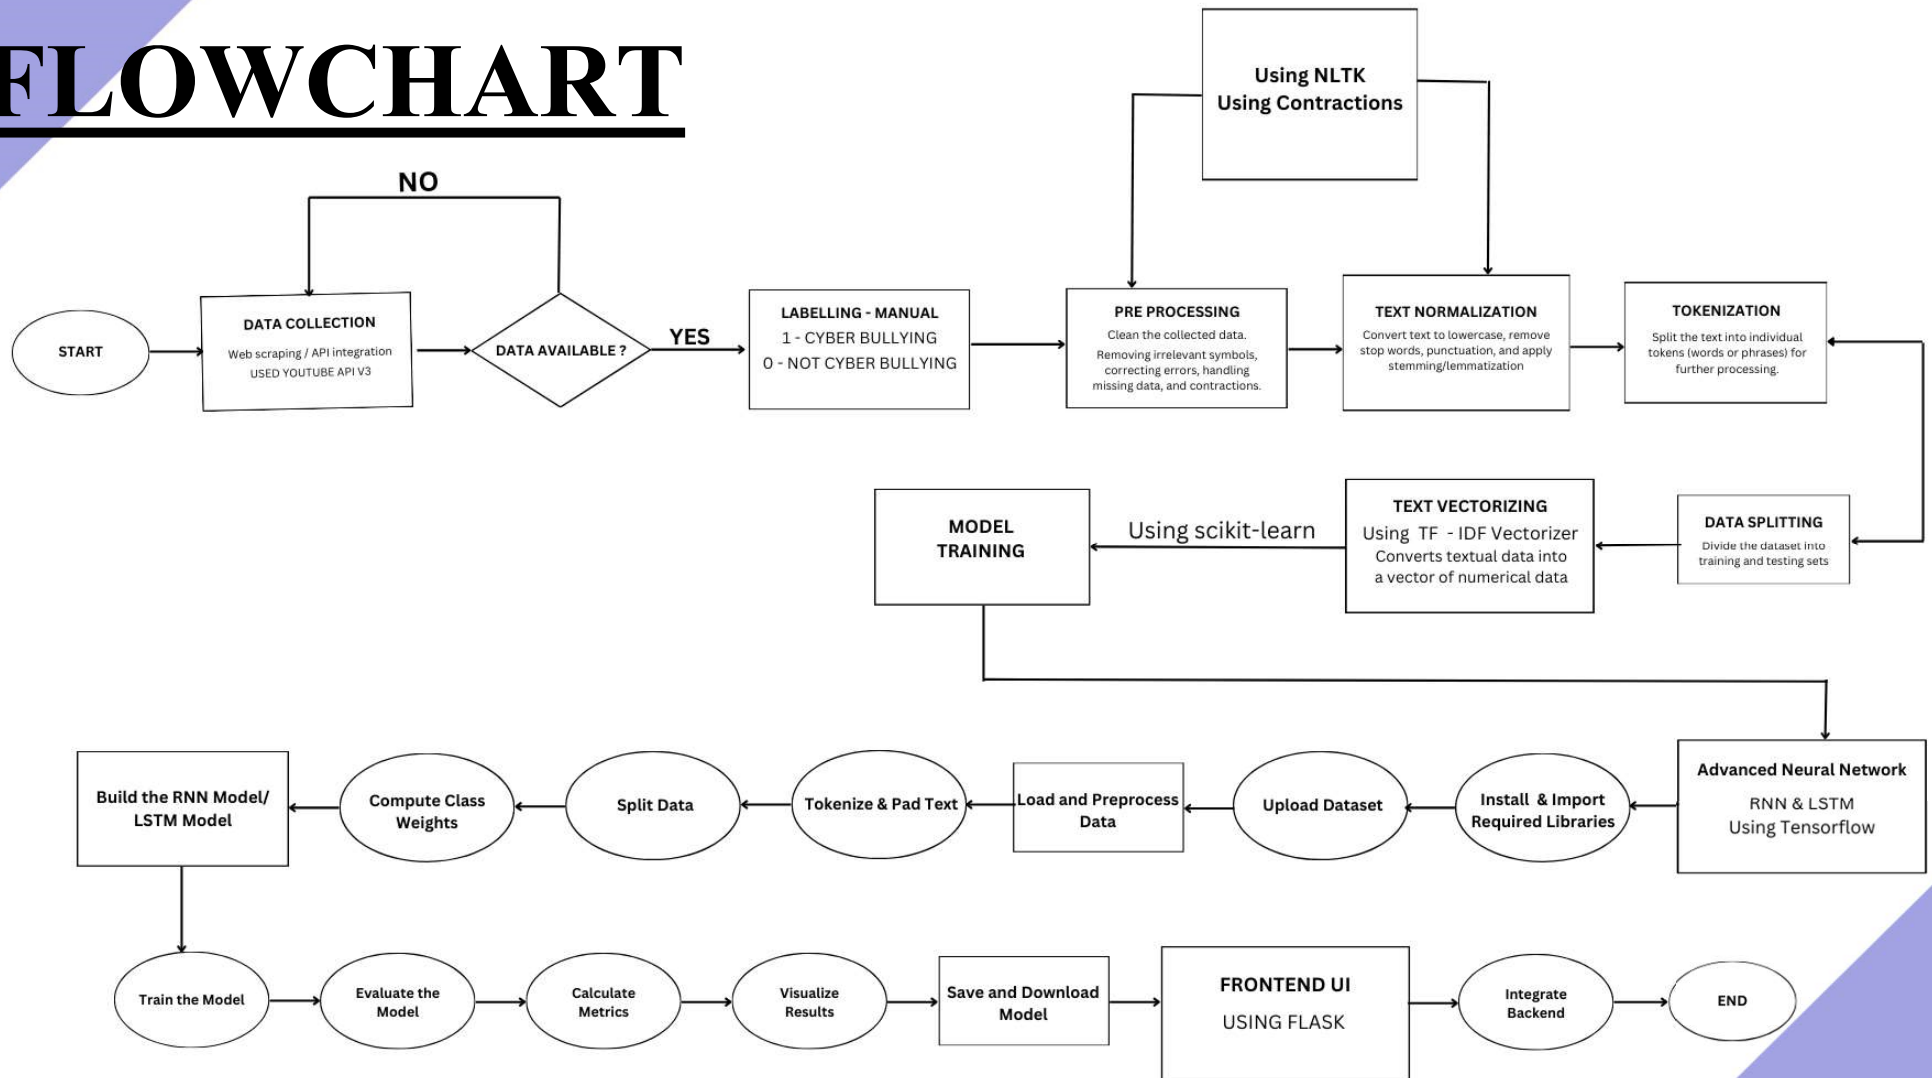 FLOWCHART
Using NLTK
Using Contractions
NO
START
DATA COLLECTION
Web scraping / API integration
USED YOUTUBE API V3
DATA AVAILABLE ?
YES
LABELLING - MANUAL
1 - CYBER BULLYING
0 - NOT CYBER BULLYING
PRE PROCESSING
Clean the collected data.
Removing irrelevant symbols,
correcting errors, handling
missing data, and contractions.
TEXT NORMALIZATION
Convert text to lowercase, remove
stop words, punctuation, and apply
stemming/lemmatization
TOKENIZATION
Split the text into individual
tokens (words or phrases) for
further processing.
DATA SPLITTING
Divide the dataset into
training and testing sets
TEXT VECTORIZING
Using TF - IDF Vectorizer
Converts textual data into
a vector of numerical data
Using scikit-learn
MODEL
TRAINING
Advanced Neural Network
RNN & LSTM
Using Tensorflow
Install & Import
Required Libraries
Upload Dataset
Load and Preprocess
Data
Tokenize & Pad Text
Split Data
Compute Class
Weights
Build the RNN Model/
LSTM Model
Train the Model
Evaluate the
Model
Calculate
Metrics
Visualize
Results
Save and Download
Model
FRONTEND UI
USING FLASK
Integrate
Backend
END